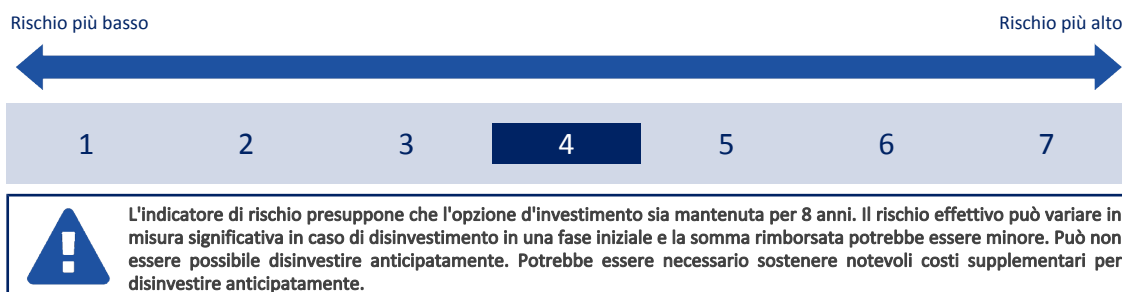 Rischio più basso Rischio più alto
1 2 3 4 5 6 7
L'indicatore di rischio presuppone che l'opzione d'investimento sia mantenuta per 8 anni. Il rischio effettivo può variare in
misura significativa in caso di disinvestimento in una fase iniziale e la somma rimborsata potrebbe essere minore. Può non
essere possibile disinvestire anticipatamente. Potrebbe essere necessario sostenere notevoli costi supplementari per
disinvestire anticipatamente.